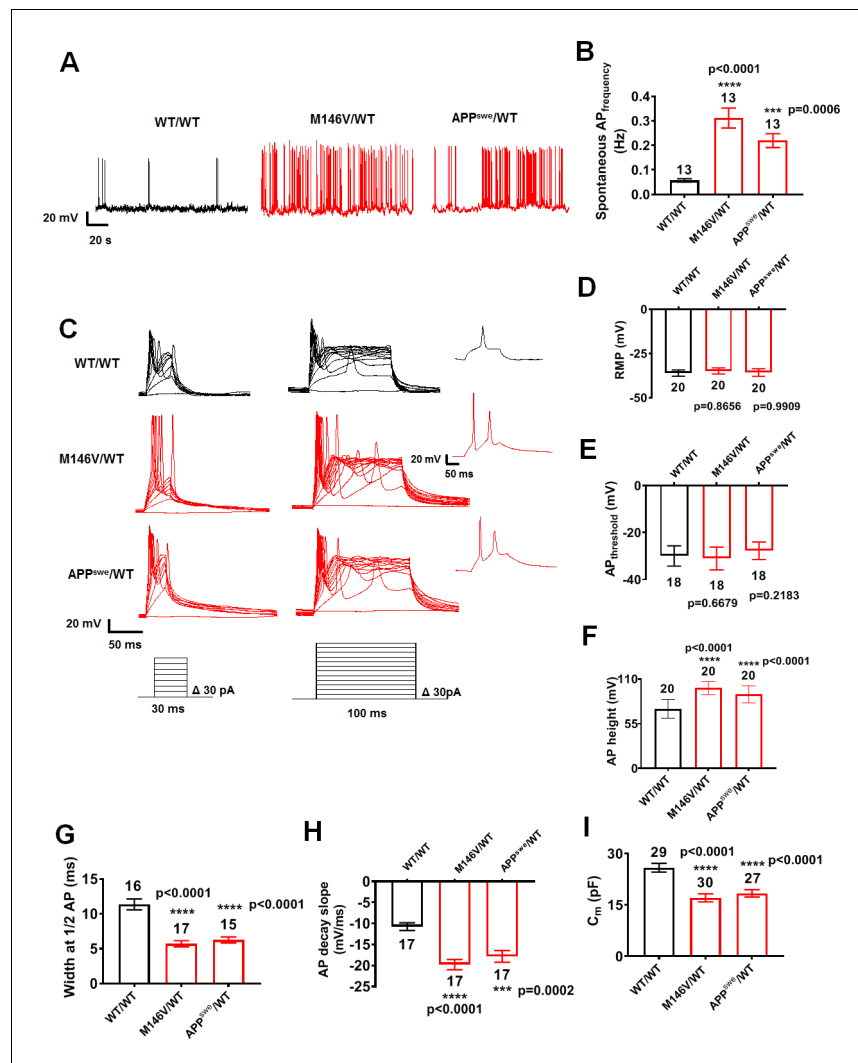 A
WT/WT
M146V/WT
APPswe/WT
20 mV
20 s
B
p<0.0001
****
***
p=0.0006
13
13
13
Spontaneous APfrequency
(Hz)
0.4
0.3
0.2
0.1
0
WT/WT
M146V/WT
APPswe/WT
C
WT/WT
M146V/WT
APPswe/WT
20 mV
50 ms
20 mV
50 ms
Δ 30 pA
30 ms
Δ 30pA
100 ms
D
WT/WT
M146V/WT
APPswe/WT
RMP (mV)
0
-25
-50
20
20
20
p=0.8656
p=0.9909
E
WT/WT
M146V/WT
APPswe/WT
APthreshold (mV)
0
-20
-40
18
18
18
p=0.6679
p=0.2183
F
p<0.0001
****
**** p<0.0001
20
20
20
AP height (mV)
110
55
0
WT/WT
M146V/WT
APPswe/WT
G
Width at 1/2 AP (ms)
15
10
5
0
16
p<0.0001
****
17
****
p<0.0001
15
WT/WT
M146V/WT
APPswe/WT
H
WT/WT
M146V/WT
APPswe/WT
AP decay slope
(mV/ms)
0
-5
-10
-15
-20
-25
17
17
17
****
p<0.0001
*** p=0.0002
I
Cm (pF)
30
15
0
29
p<0.0001
****
30
**** p<0.0001
27
WT/WT
M146V/WT
APPswe/WT